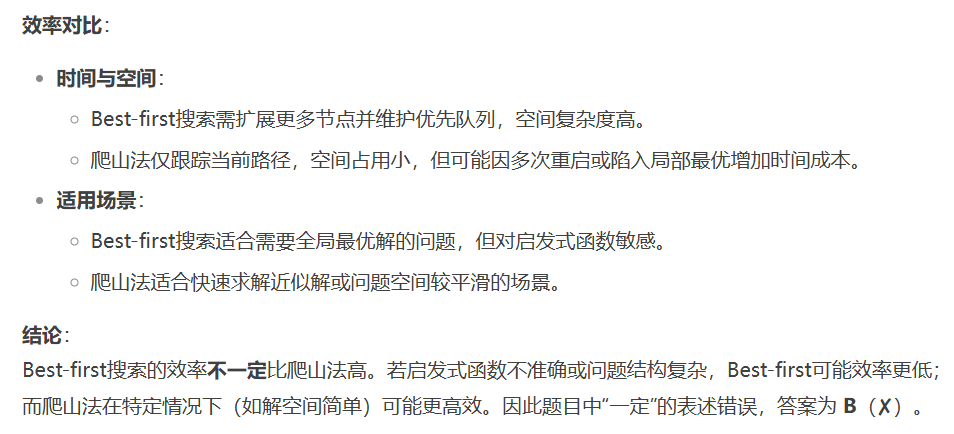 效率对比：
时间与空间：
Best-first搜索需扩展更多节点并维护优先队列，空间复杂度高。
爬山法仅跟踪当前路径，空间占用小，但可能因多次重启或陷入局部最优增加时间成本。
适用场景：
Best-first搜索适合需要全局最优解的问题，但对启发式函数敏感。
爬山法适合快速求解近似解或问题空间较平滑的场景。
结论：
Best-first搜索的效率不一定比爬山法高。若启发式函数不准确或问题结构复杂，Best-first可能效率更低；
而爬山法在特定情况下（如解空间简单）可能更高效。因此题目中“一定”的表述错误，答案为 B（✗）。